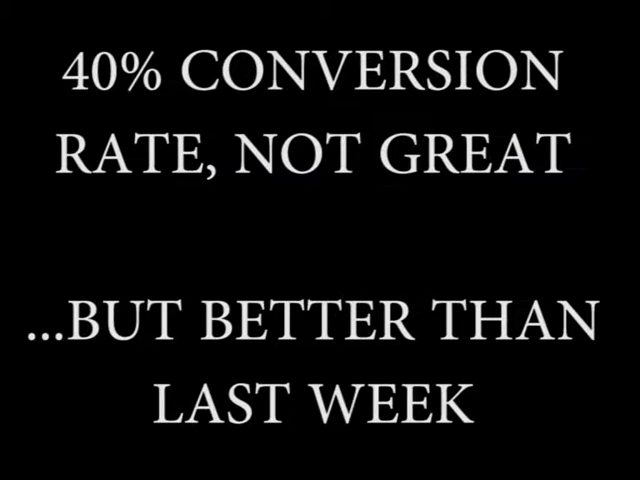 40% CONVERSION
RATE, NOT GREAT
...BUT BETTER THAN
LAST WEEK